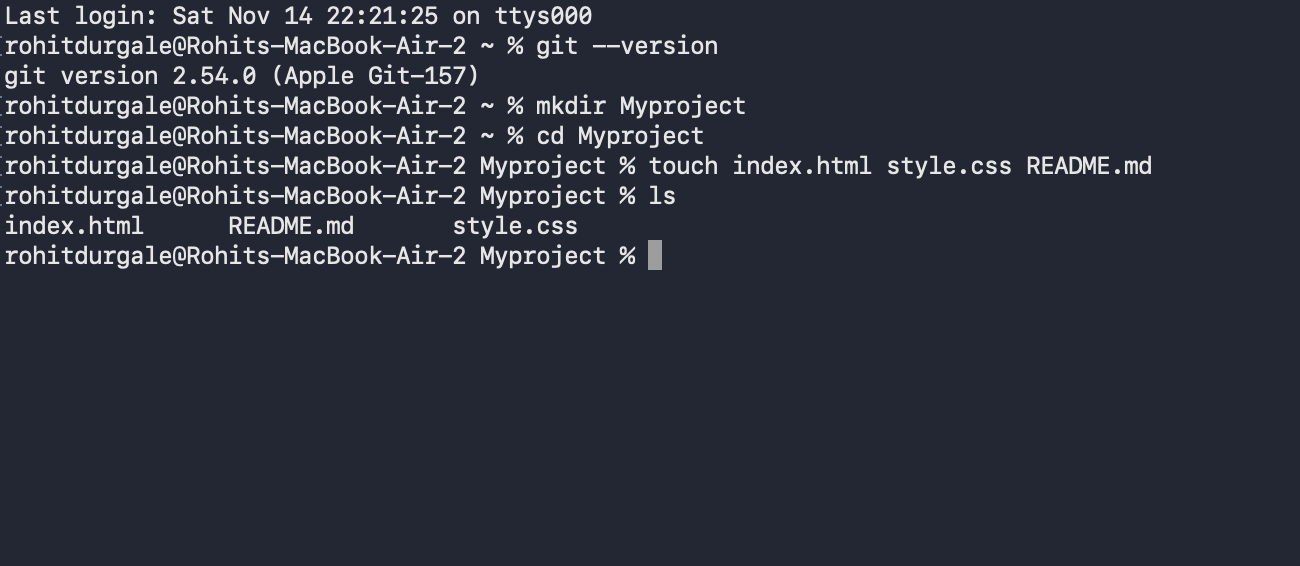 Last login: Sat Nov 14 22:21:25 on ttys000
[rohitdurgale@Rohits-MacBook-Air-2 ~ % git --version
git version 2.54.0 (Apple Git-157)
[rohitdurgale@Rohits-MacBook-Air-2 ~ % mkdir Myproject
[rohitdurgale@Rohits-MacBook-Air-2 ~ % cd Myproject
[rohitdurgale@Rohits-MacBook-Air-2 Myproject % touch index.html style.css README.md
[rohitdurgale@Rohits-MacBook-Air-2 Myproject % ls
index.html      README.md       style.css
rohitdurgale@Rohits-MacBook-Air-2 Myproject %